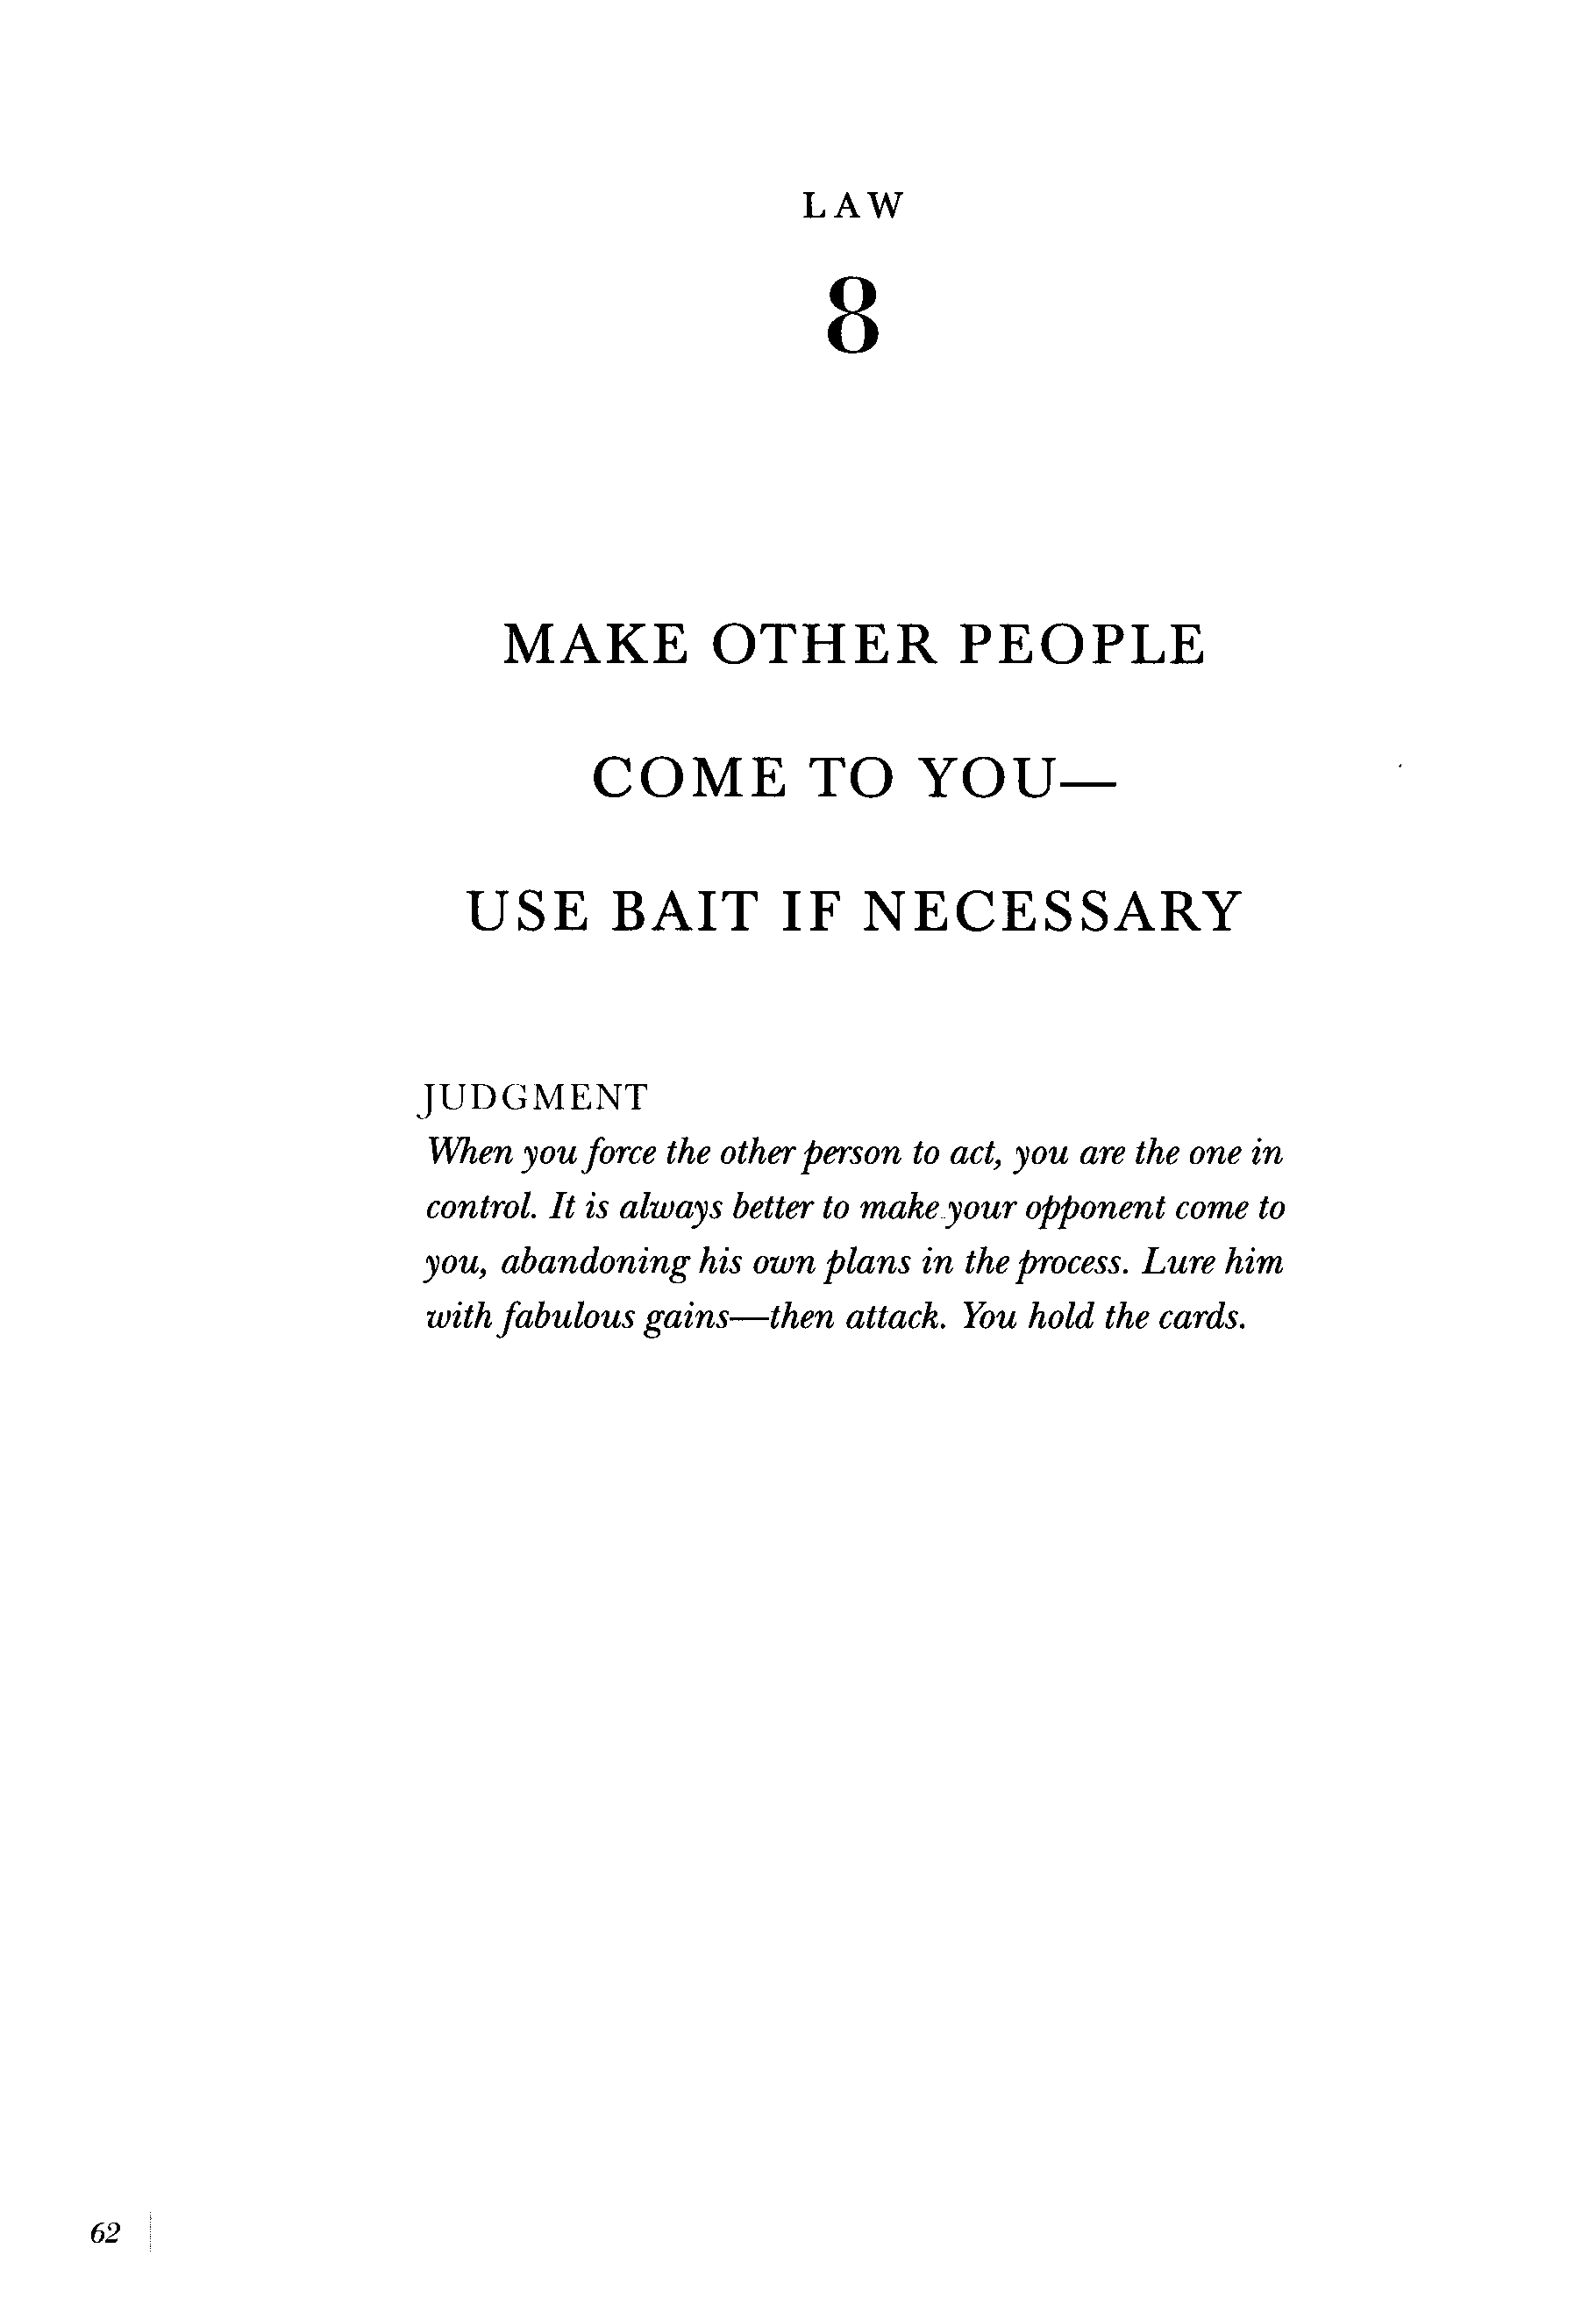 LAW
8
MAKE OTHER PEOPLE
COME TO YOU—
USE BAIT IF NECESSARY
JUDGMENT
When you force the other person to act, you are the one in
control. It is always better to make your opponent come to
you, abandoning his own plans in the process. Lure him
with fabulous gains—then attack. You hold the cards.
62